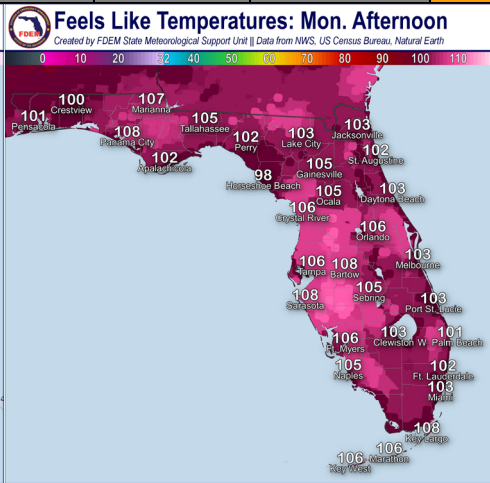 FDEM
Feels Like Temperatures: Mon. Afternoon
Created by FDEM State Meteorological Support Unit || Data from NWS, US Census Bureau, Natural Earth
0 10 20 32 40 50 60 70 80 90 100 110
100
Crestview
107
Marianna
101
Pensacola
108
Panama City
105
Tallahassee
102
Apalachicola
102
Perry
103
Lake City
103
Jacksonville
102
St. Augustine
98
Horseshoe Beach
105
Gainesville
105
Ocala
103
Daytona Beach
106
Crystal River
106
Orlando
103
Melbourne
106
Tampa
108
Bartow
108
Sarasota
105
Sebring
103
Port St. Lucie
106
Ft. Myers
103
Clewiston
101
W Palm Beach
105
Naples
102
Ft. Lauderdale
103
Miami
108
Key Largo
106
Marathon
106
Key West